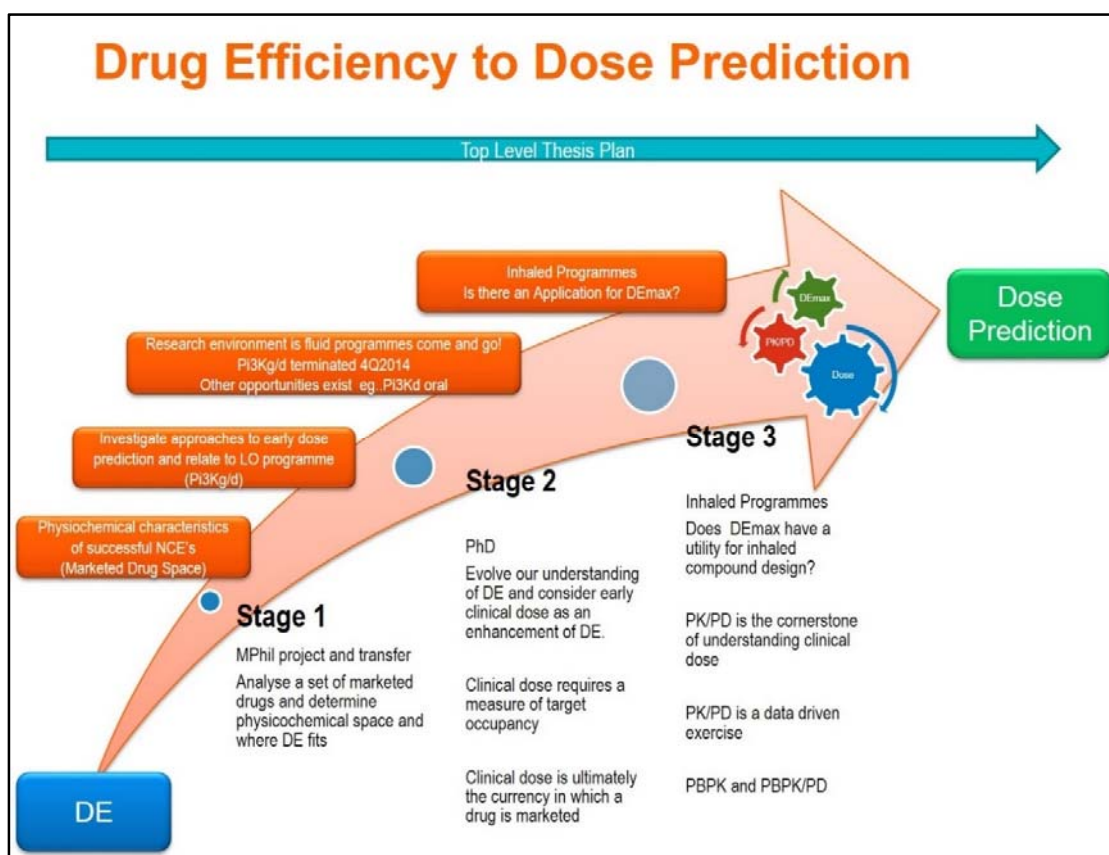 Drug Efficiency to Dose Prediction
Top Level Thesis Plan
Inhaled Programmes
Is there an Application for DEmax?
Research environment is fluid programmes come and go!
Pi3Kg/d terminated 4Q2014
Other opportunities exist eg..Pi3Kd oral
Investigate approaches to early dose
prediction and relate to LO programme
(Pi3Kg/d)
Physiochemical characteristics
of successful NCE's
(Marketed Drug Space)
DE
Stage 1
MPhil project and transfer
Analyse a set of marketed
drugs and determine
physicochemical space and
where DE fits
Stage 2
PhD
Evolve our understanding
of DE and consider early
clinical dose as an
enhancement of DE.
Clinical dose requires a
measure of target
occupancy
Clinical dose is ultimately
the currency in which a
drug is marketed
Stage 3
Inhaled Programmes
Does DEmax have a
utility for inhaled
compound design?
PK/PD is the cornerstone
of understanding clinical
dose
PK/PD is a data driven
exercise
PBPK and PBPK/PD
DEmax
PK/PD
Dose
Dose
Prediction